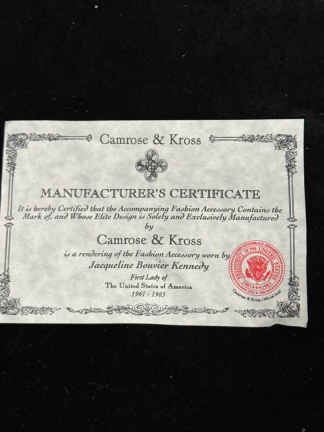 Camrose & Kross
MANUFACTURER'S CERTIFICATE
It is hereby Certified that the Accompanying Fashion Accessory Contains the
Mark of, and Whose Elite Design is Solely and Exclusively Manufactured
by
Camrose & Kross
is a rendering of the Fashion Accessory worn by
Jacqueline Bouvier Kennedy
First Lady of
The United States of America
1961 - 1963